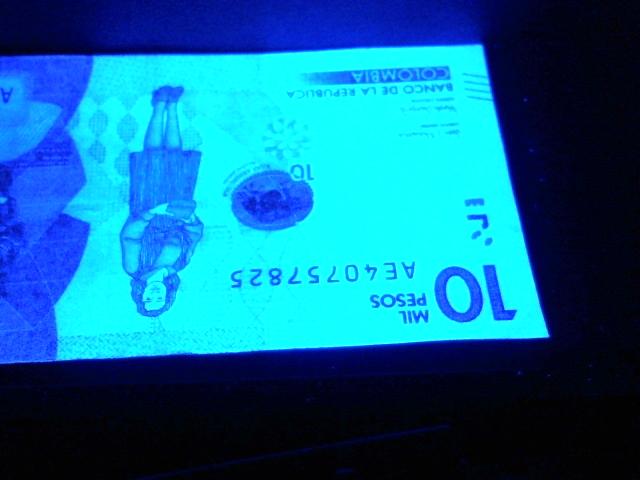 10 MIL
PESOS
AE40757825
10
BANCO DE LA REPUBLICA
COLOMBIA